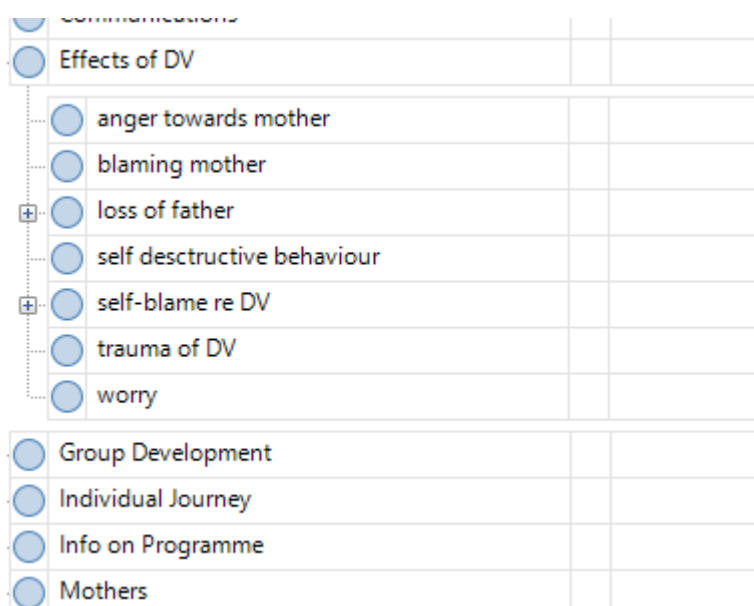 Communications
Effects of DV
anger towards mother
blaming mother
loss of father
self desctructive behaviour
self-blame re DV
trauma of DV
worry
Group Development
Individual Journey
Info on Programme
Mothers